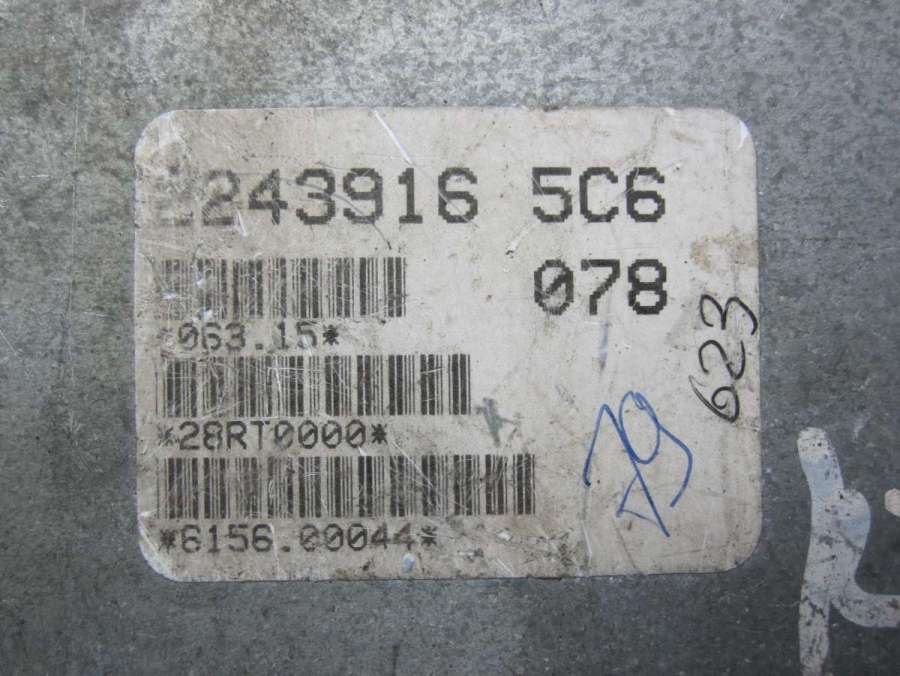 2243916 5C6
078
*063.15*
*28RT0000*
*6156.00044*
623